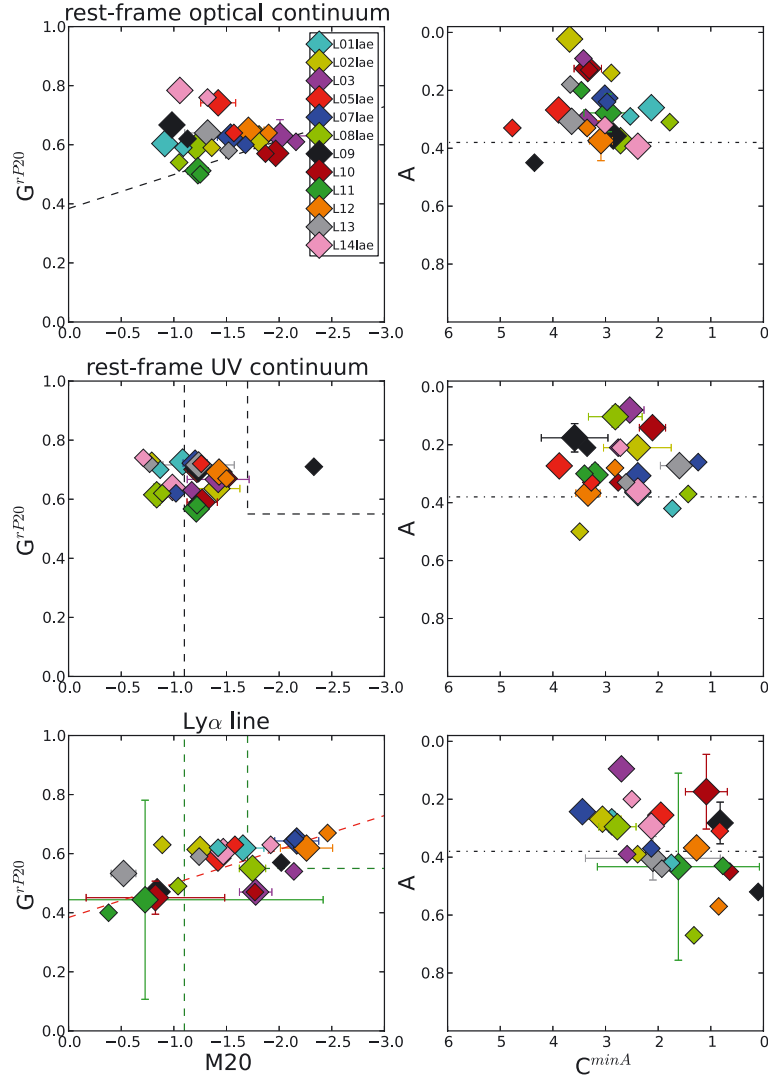 rest-frame optical continuum
L01lae
L02lae
L03
L05lae
L07lae
L08lae
L09
L10
L11
L12
L13
L14lae
G^{rP20}
1.0
0.8
0.6
0.4
0.2
0.0
0.0 −0.5 −1.0 −1.5 −2.0 −2.5 −3.0
A
0.0
0.2
0.4
0.6
0.8
6 5 4 3 2 1 0
rest-frame UV continuum
G^{rP20}
1.0
0.8
0.6
0.4
0.2
0.0
0.0 −0.5 −1.0 −1.5 −2.0 −2.5 −3.0
A
0.0
0.2
0.4
0.6
0.8
6 5 4 3 2 1 0
Lyα line
G^{rP20}
1.0
0.8
0.6
0.4
0.2
0.0
0.0 −0.5 −1.0 −1.5 −2.0 −2.5 −3.0
M20
A
0.0
0.2
0.4
0.6
0.8
6 5 4 3 2 1 0
C^{minA}